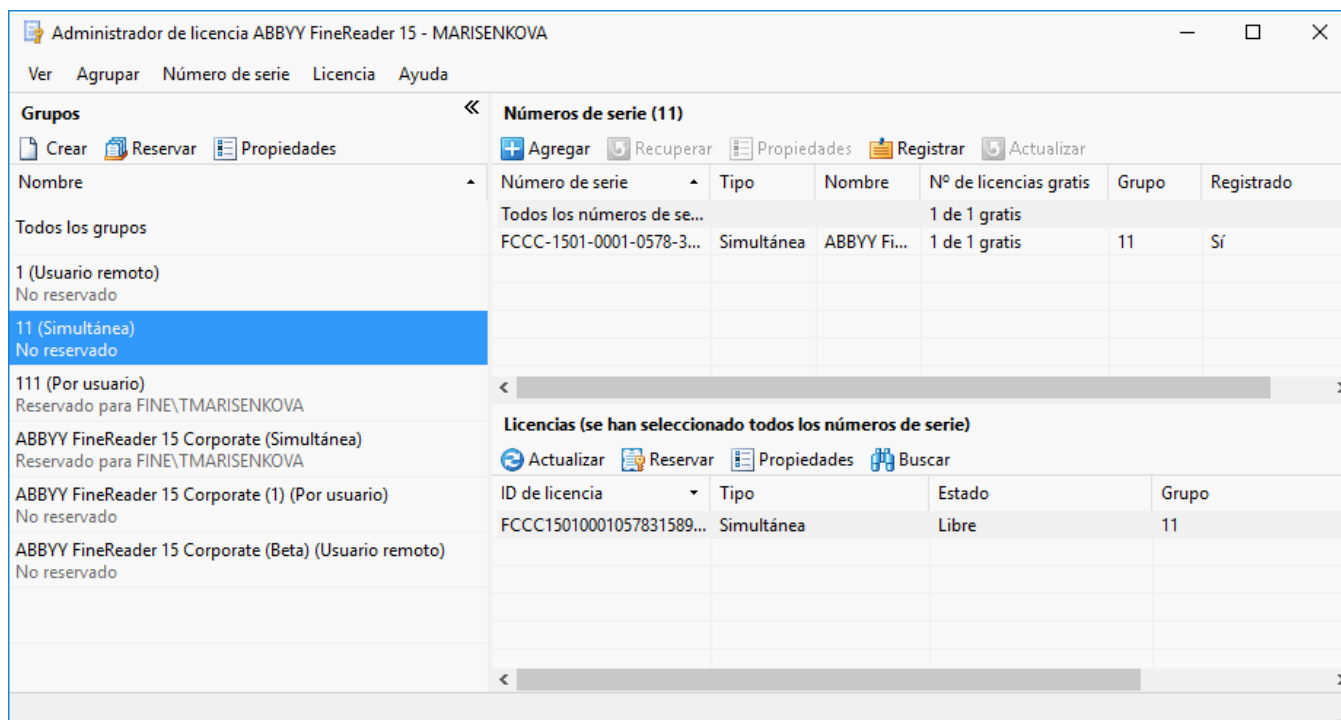 Administrador de licencia ABBYY FineReader 15 - MARISENKOVA
Ver Agrupar Número de serie Licencia Ayuda
Grupos
Crear Reservar Propiedades
Nombre
Todos los grupos
1 (Usuario remoto)
No reservado
11 (Simultánea)
No reservado
111 (Por usuario)
Reservado para FINE\TMARISENKOVA
ABBYY FineReader 15 Corporate (Simultánea)
Reservado para FINE\TMARISENKOVA
ABBYY FineReader 15 Corporate (1) (Por usuario)
No reservado
ABBYY FineReader 15 Corporate (Beta) (Usuario remoto)
No reservado
Números de serie (11)
Agregar Recuperar Propiedades Registrar Actualizar
Número de serie Tipo Nombre Nº de licencias gratis Grupo Registrado
Todos los números de se... 1 de 1 gratis
FCCC-1501-0001-0578-3... Simultánea ABBYY Fi... 1 de 1 gratis 11 Sí
Licencias (se han seleccionado todos los números de serie)
Actualizar Reservar Propiedades Buscar
ID de licencia Tipo Estado Grupo
FCCC15010001057831589... Simultánea Libre 11